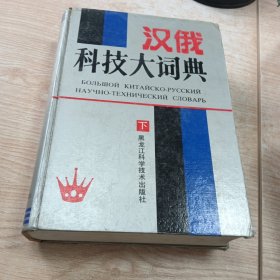 汉俄
科技大词典
БОЛЬШОЙ КИТАЙСКО-РУССКИЙ
НАУЧНО-ТЕХНИЧЕСКИЙ СЛОВАРЬ
下
黑龙江科学技术出版社